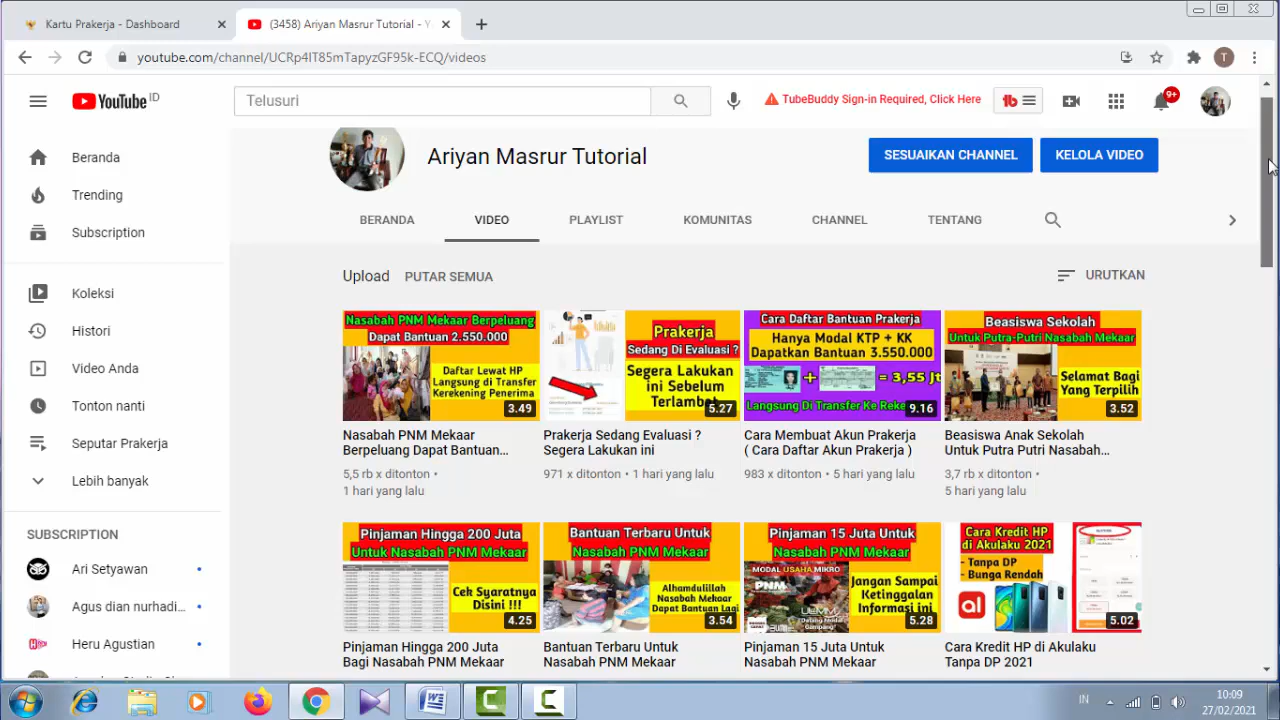 Kartu Prakerja - Dashboard
(3458) Ariyan Masrur Tutorial - Y
youtube.com/channel/UCRp4IT85mTapyzGF95k-ECQ/videos
T
YouTube ID
Telusuri
TubeBuddy Sign-in Required, Click Here
tb
9+
Beranda
Trending
Subscription
Koleksi
Histori
Video Anda
Tonton nanti
Seputar Prakerja
Lebih banyak
SUBSCRIPTION
Ari Setyawan
Agus dian nurhadi...
Heru Agustian
Ariyan Masrur Tutorial
SESUAIKAN CHANNEL
KELOLA VIDEO
BERANDA
VIDEO
PLAYLIST
KOMUNITAS
CHANNEL
TENTANG
Upload
PUTAR SEMUA
URUTKAN
Nasabah PNM Mekaar Berpeluang
Dapat Bantuan 2.550.000
Daftar Lewat HP
Langsung di Transfer
Kerekening Penerima
3.49
Nasabah PNM Mekaar
Berpeluang Dapat Bantuan...
5,5 rb x ditonton •
1 hari yang lalu
Prakerja
Sedang Di Evaluasi ?
Segera Lakukan
ini Sebelum
Terlambat
5.27
Prakerja Sedang Evaluasi ?
Segera Lakukan ini
971 x ditonton • 1 hari yang lalu
Cara Daftar Bantuan Prakerja
Hanya Modal KTP + KK
Dapatkan Bantuan 3.550.000
+
= 3,55 Jt
Langsung Di Transfer Ke Reke
9.16
Cara Membuat Akun Prakerja
( Cara Daftar Akun Prakerja )
983 x ditonton • 5 hari yang lalu
Beasiswa Sekolah
Untuk Putra-Putri Nasabah Mekaar
Selamat Bagi
Yang Terpilih
3.52
Beasiswa Anak Sekolah
Untuk Putra Putri Nasabah...
3,7 rb x ditonton •
5 hari yang lalu
Pinjaman Hingga 200 Juta
Untuk Nasabah PNM Mekaar
Cek Syaratnya
Disini !!!
4.25
Pinjaman Hingga 200 Juta
Bagi Nasabah PNM Mekaar
Bantuan Terbaru Untuk
Nasabah PNM Mekaar
Alhamdulillah
Nasabah Mekaar
Dapat Bantuan Lagi
3.54
Bantuan Terbaru Untuk
Nasabah PNM Mekaar
Pinjaman 15 Juta Untuk
Nasabah PNM Mekaar
MODAL USAHA MIKRO
PNM
Jangan Sampai
Ketinggalan
Informasi ini
5.28
Pinjaman 15 Juta Untuk
Nasabah PNM Mekaar
Cara Kredit HP
di Akulaku 2021
- Tanpa DP
- Bunga Rendah
al
5.02
Cara Kredit HP di Akulaku
Tanpa DP 2021
IN
10:09
27/02/2021